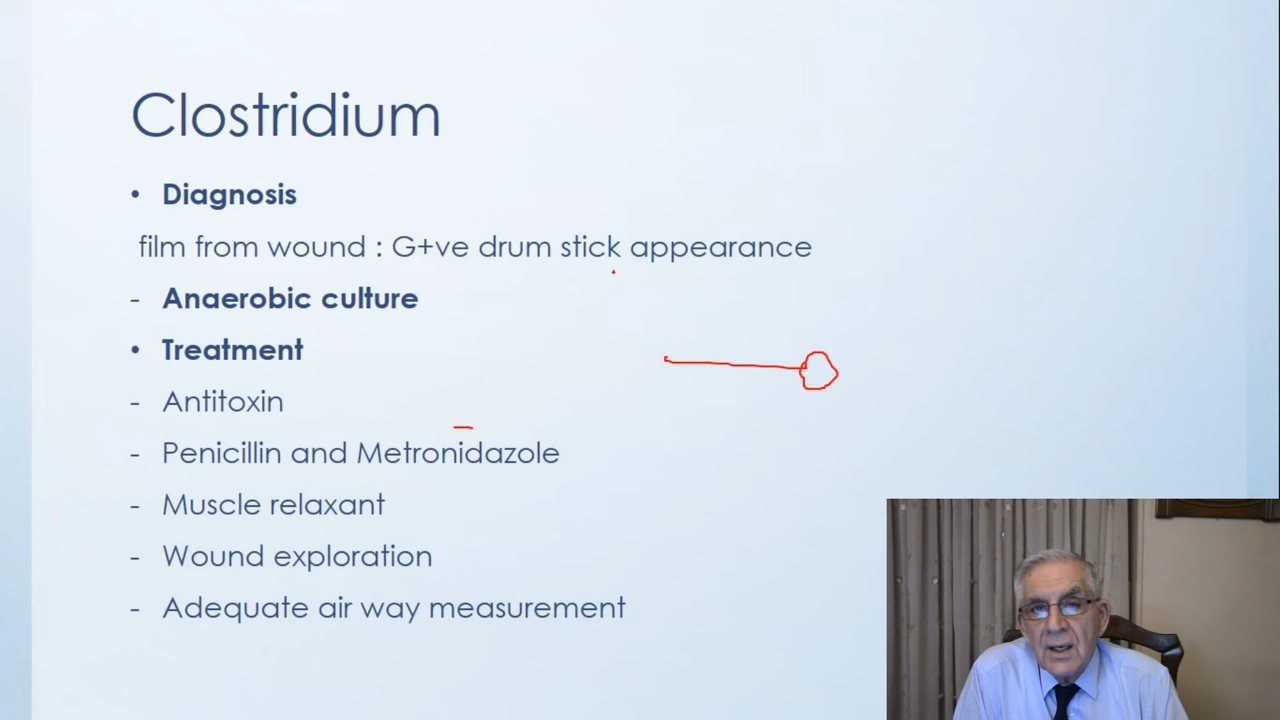 Clostridium
• Diagnosis
film from wound : G+ve drum stick appearance
- Anaerobic culture
• Treatment
- Antitoxin
- Penicillin and Metronidazole
- Muscle relaxant
- Wound exploration
- Adequate air way measurement